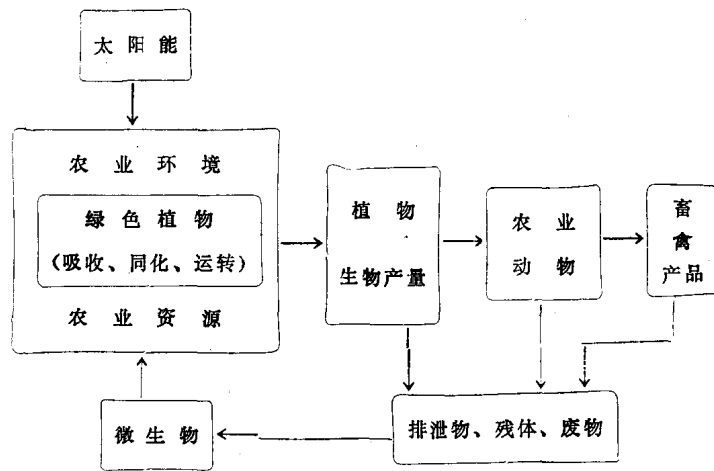 太阳能
农业环境
绿色植物
(吸收、同化、运转)
农业资源
植物
生物产量
农业
动物
畜
禽
产品
微生物
排泄物、残体、废物